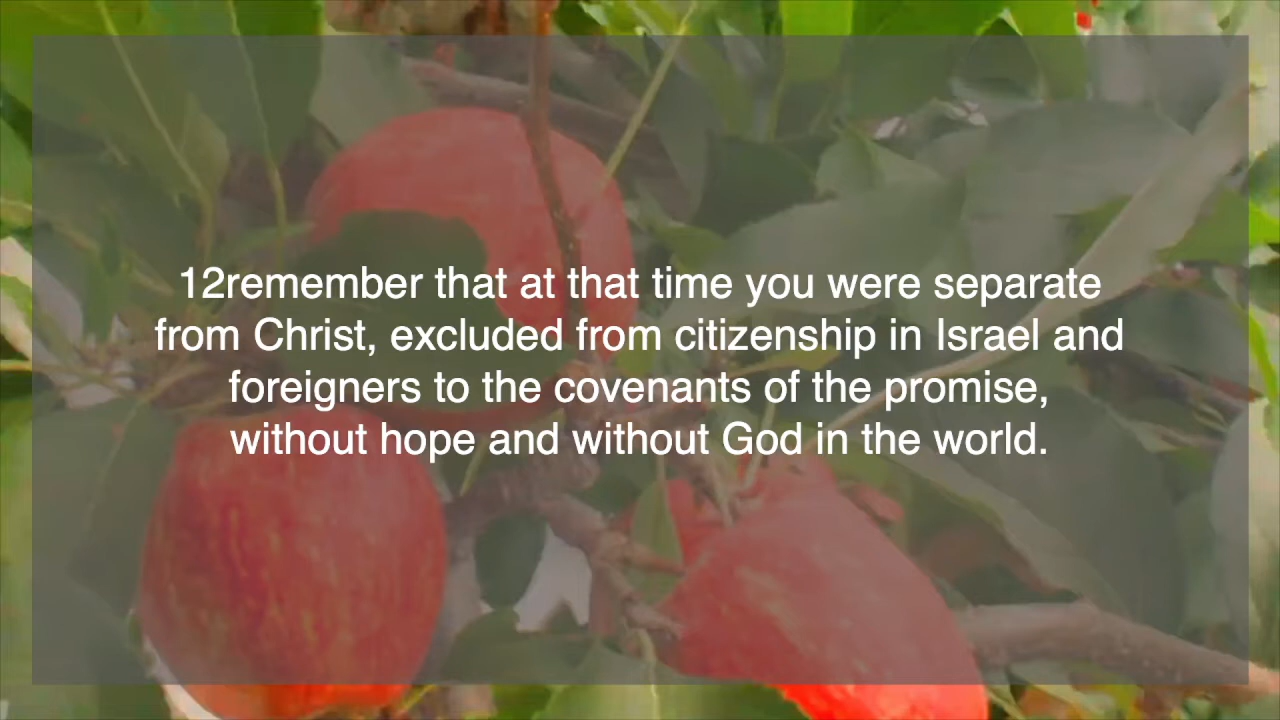 12remember that at that time you were separate
from Christ, excluded from citizenship in Israel and
foreigners to the covenants of the promise,
without hope and without God in the world.